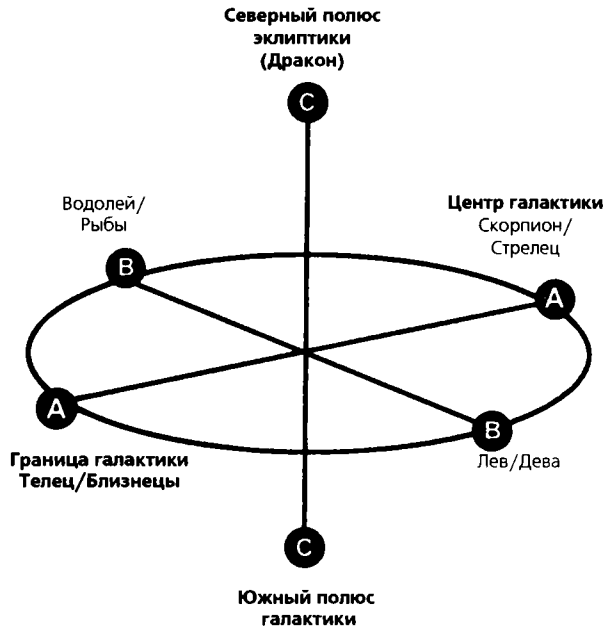 Северный полюс
эклиптики
(Дракон)
C
Водолей/
Рыбы
Центр галактики
Скорпион/
Стрелец
B
A
A
B
Граница галактики
Телец/Близнецы
Лев/Дева
C
Южный полюс
галактики